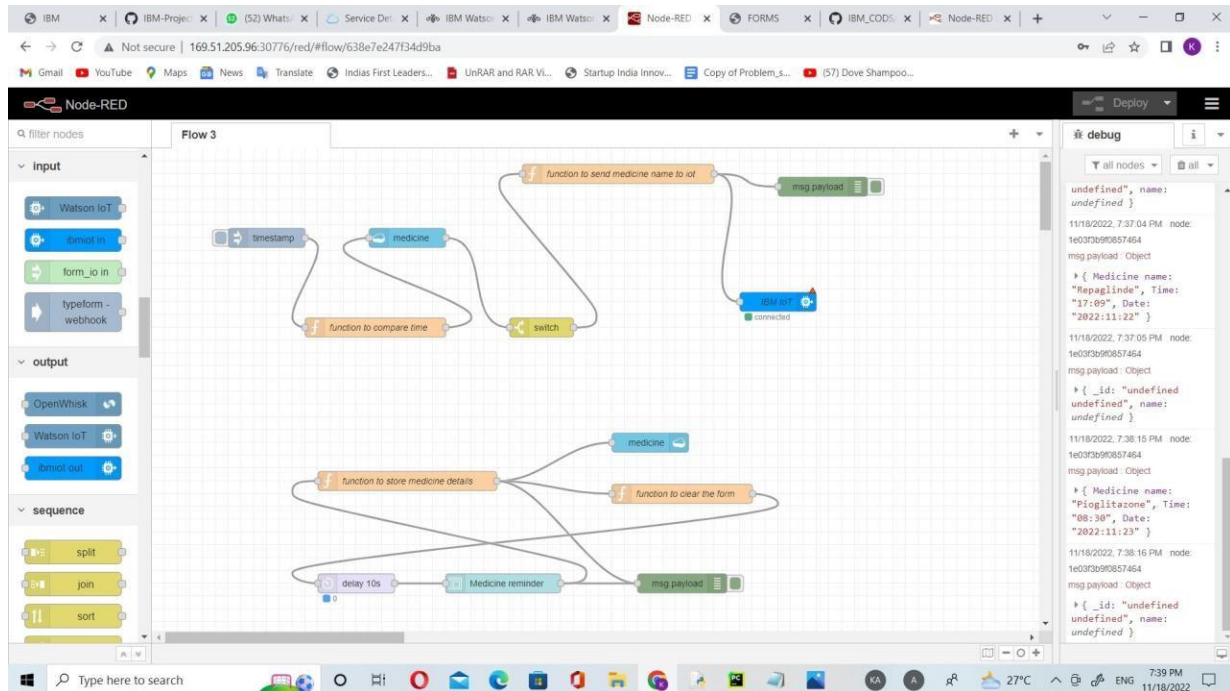 IBM
IBM-Projec
(52) Whats
Service Det
IBM Watso
IBM Watso
Node-RED
FORMS
IBM_CODS
Node-RED
Not secure | 169.51.205.96:30776/red/#flow/638e7e247f34d9ba
K
Gmail
YouTube
Maps
News
Translate
Indias First Leaders...
UnRAR and RAR Vi...
Startup India Innov...
Copy of Problem_s...
(57) Dove Shampoo...
Node-RED
Deploy
filter nodes
Flow 3
debug
i
input
Watson IoT
ibmiot in
form_io in
typeform -
webhook
output
OpenWhisk
Watson IoT
ibmiot out
sequence
split
join
sort
function to send medicine name to iot
msg.payload
timestamp
medicine
function to compare time
switch
IBM IoT
connected
medicine
function to store medicine details
function to clear the form
delay 10s
0
Medicine reminder
msg.payload
all nodes
all
undefined", name:
undefined }
11/18/2022, 7:37:04 PM node:
1e03f3b9f0857464
msg.payload : Object
{ Medicine name:
"Repaglinde", Time:
"17:09", Date:
"2022:11:22" }
11/18/2022, 7:37:05 PM node:
1e03f3b9f0857464
msg.payload : Object
{ _id: "undefined
undefined", name:
undefined }
11/18/2022, 7:38:15 PM node:
1e03f3b9f0857464
msg.payload : Object
{ Medicine name:
"Pioglitazone", Time:
"08:30", Date:
"2022:11:23" }
11/18/2022, 7:38:16 PM node:
1e03f3b9f0857464
msg.payload : Object
{ _id: "undefined
undefined", name:
undefined }
Type here to search
KA
A
27°C
ENG
7:39 PM
11/18/2022